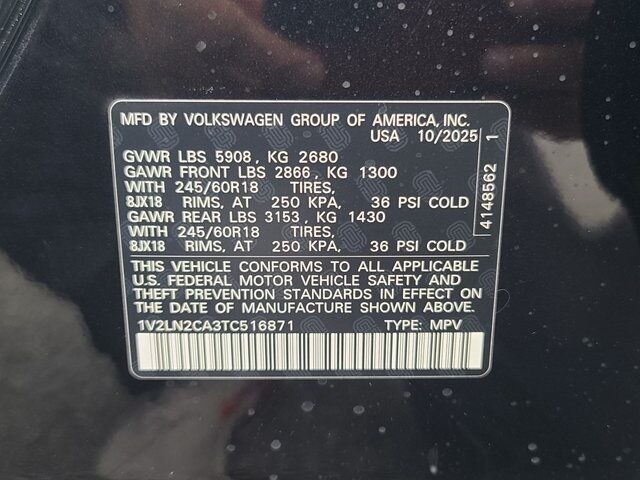 MFD BY VOLKSWAGEN GROUP OF AMERICA, INC.
USA 10/2025
GVWR LBS 5908, KG 2680
GAWR FRONT LBS 2866, KG 1300
WITH 245/60R18 TIRES,
8JX18 RIMS, AT 250 KPA, 36 PSI COLD
GAWR REAR LBS 3153, KG 1430
WITH 245/60R18 TIRES,
8JX18 RIMS, AT 250 KPA, 36 PSI COLD
THIS VEHICLE CONFORMS TO ALL APPLICABLE
U.S. FEDERAL MOTOR VEHICLE SAFETY AND
THEFT PREVENTION STANDARDS IN EFFECT ON
THE DATE OF MANUFACTURE SHOWN ABOVE.
1V2LN2CA3TC516871 TYPE: MPV
4148562 1